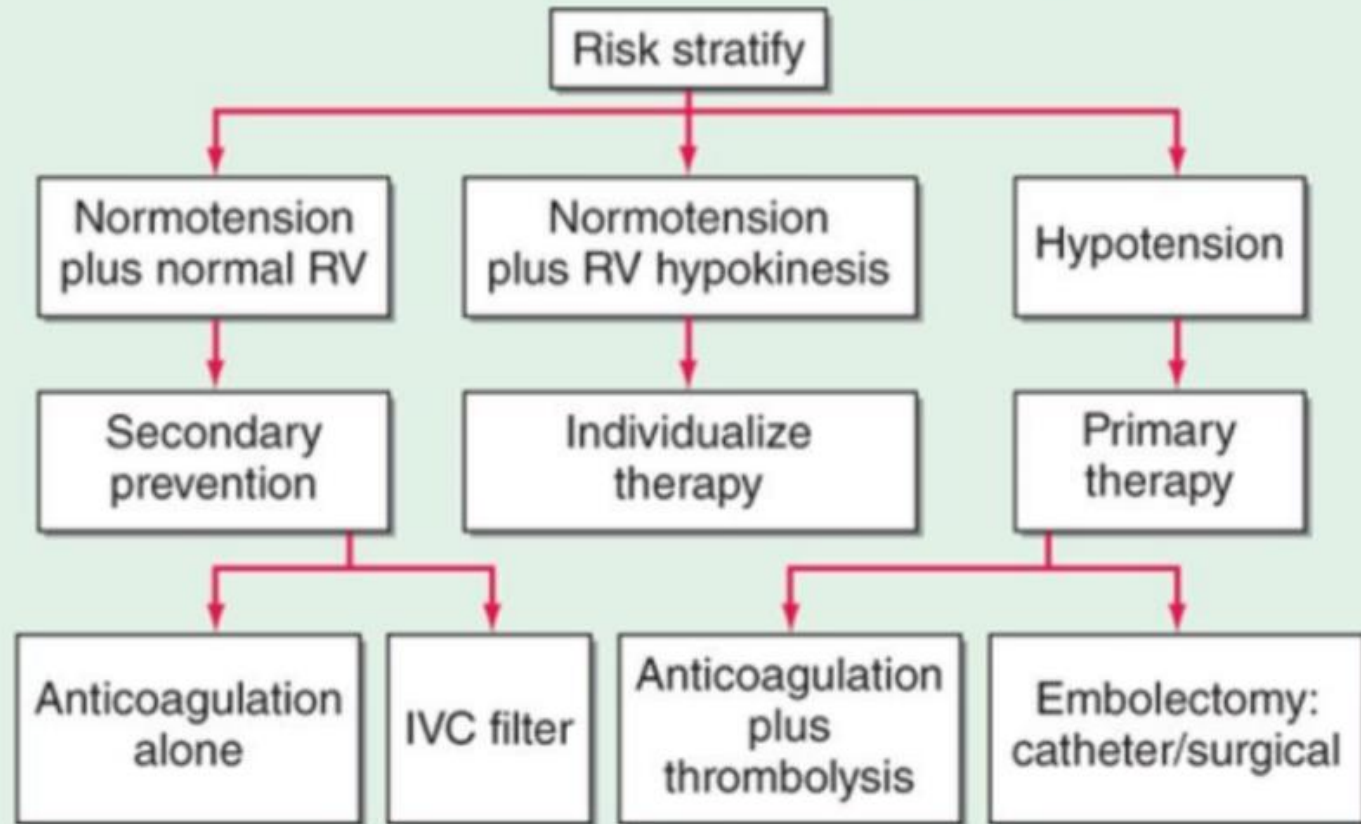 Risk stratify
Normotension
plus normal RV
Normotension
plus RV hypokinesis
Hypotension
Secondary
prevention
Individualize
therapy
Primary
therapy
Anticoagulation
alone
IVC filter
Anticoagulation
plus
thrombolysis
Embolectomy:
catheter/surgical